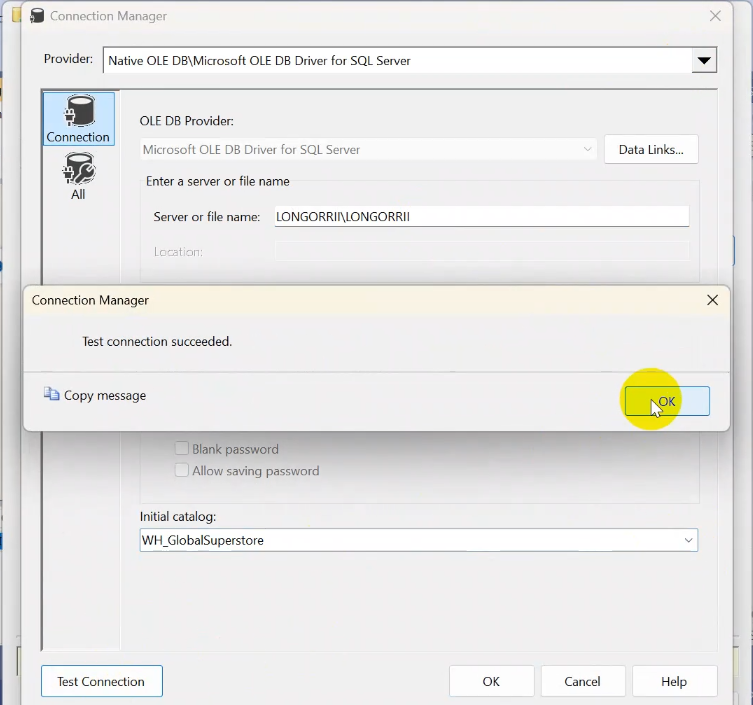 Connection Manager
Provider: Native OLE DB\Microsoft OLE DB Driver for SQL Server
Connection
All
OLE DB Provider:
Microsoft OLE DB Driver for SQL Server
Data Links...
Enter a server or file name
Server or file name: LONGORRII\LONGORRII
Location:
Connection Manager
Test connection succeeded.
Copy message
OK
Blank password
Allow saving password
Initial catalog:
WH_GlobalSuperstore
Test Connection
OK
Cancel
Help